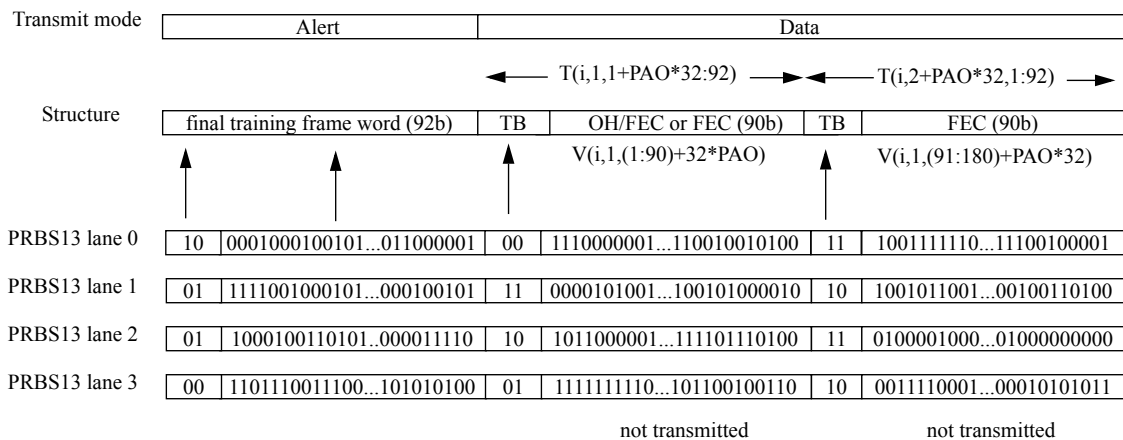 Transmit mode Alert Data
T(i,1,1+PAO*32:92) T(i,2+PAO*32,1:92)
Structure final training frame word (92b) TB OH/FEC or FEC (90b) TB FEC (90b)
V(i,1,(1:90)+32*PAO) V(i,1,(91:180)+PAO*32)
PRBS13 lane 0 10 0001000100101...011000001 00 1110000001...110010010100 11 1001111110...11100100001
PRBS13 lane 1 01 1111001000101...000100101 11 0000101001...100101000010 10 1001011001...00100110100
PRBS13 lane 2 01 1000100110101..000011110 10 1011000001...111101110100 11 0100001000...01000000000
PRBS13 lane 3 00 1101110011100...101010100 01 1111111110...101100100110 10 0011110001...00010101011
not transmitted not transmitted